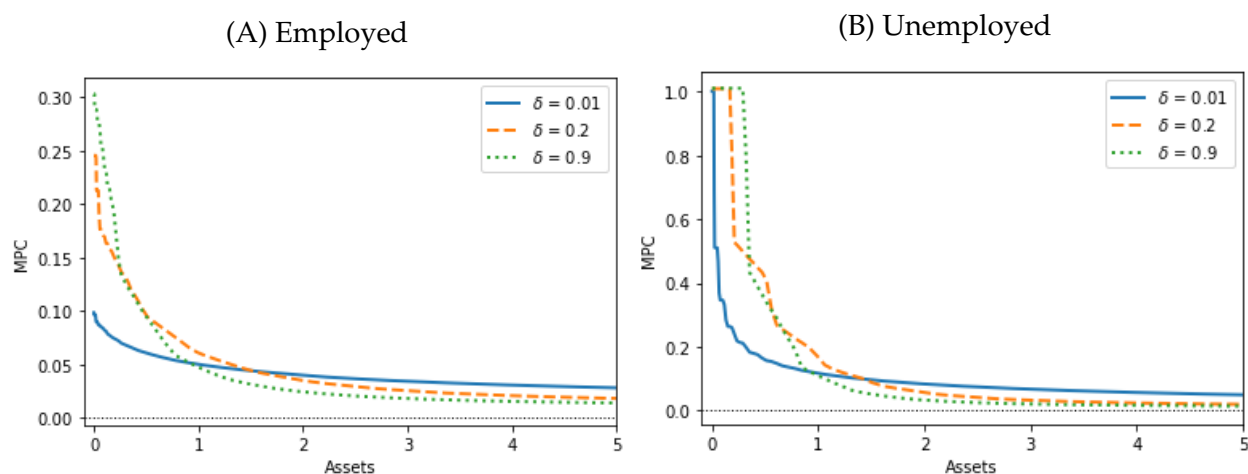 (A) Employed
0.30
0.25
0.20
0.15
0.10
0.05
0.00
MPC
0
1
2
3
4
5
Assets
δ = 0.01
δ = 0.2
δ = 0.9
(B) Unemployed
1.0
0.8
0.6
0.4
0.2
0.0
MPC
0
1
2
3
4
5
Assets
δ = 0.01
δ = 0.2
δ = 0.9